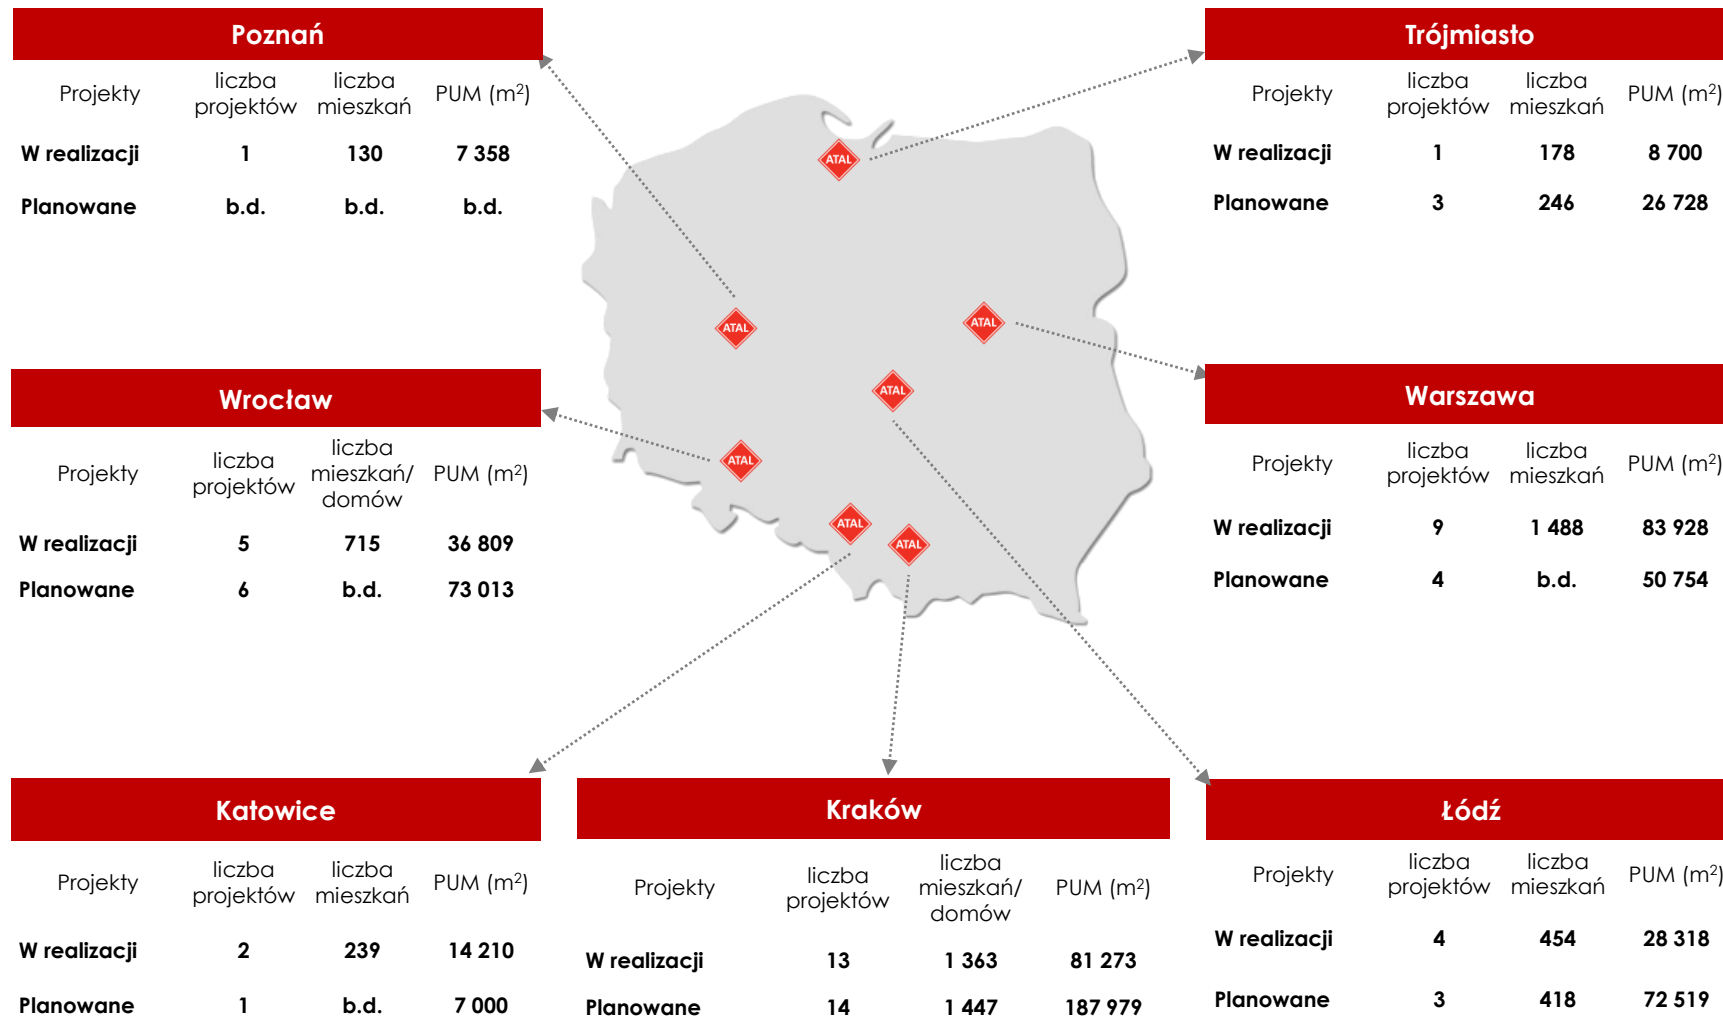 Poznań
Projekty liczba projektów liczba mieszkań PUM (m²)
W realizacji 1 130 7 358
Planowane b.d. b.d. b.d.
Trójmiasto
Projekty liczba projektów liczba mieszkań PUM (m²)
W realizacji 1 178 8 700
Planowane 3 246 26 728
ATAL
ATAL
ATAL
ATAL
ATAL
ATAL
ATAL
Wrocław
Projekty liczba projektów liczba mieszkań/ domów PUM (m²)
W realizacji 5 715 36 809
Planowane 6 b.d. 73 013
Warszawa
Projekty liczba projektów liczba mieszkań PUM (m²)
W realizacji 9 1 488 83 928
Planowane 4 b.d. 50 754
Katowice
Projekty liczba projektów liczba mieszkań PUM (m²)
W realizacji 2 239 14 210
Planowane 1 b.d. 7 000
Kraków
Projekty liczba projektów liczba mieszkań/ domów PUM (m²)
W realizacji 13 1 363 81 273
Planowane 14 1 447 187 979
Łódź
Projekty liczba projektów liczba mieszkań PUM (m²)
W realizacji 4 454 28 318
Planowane 3 418 72 519